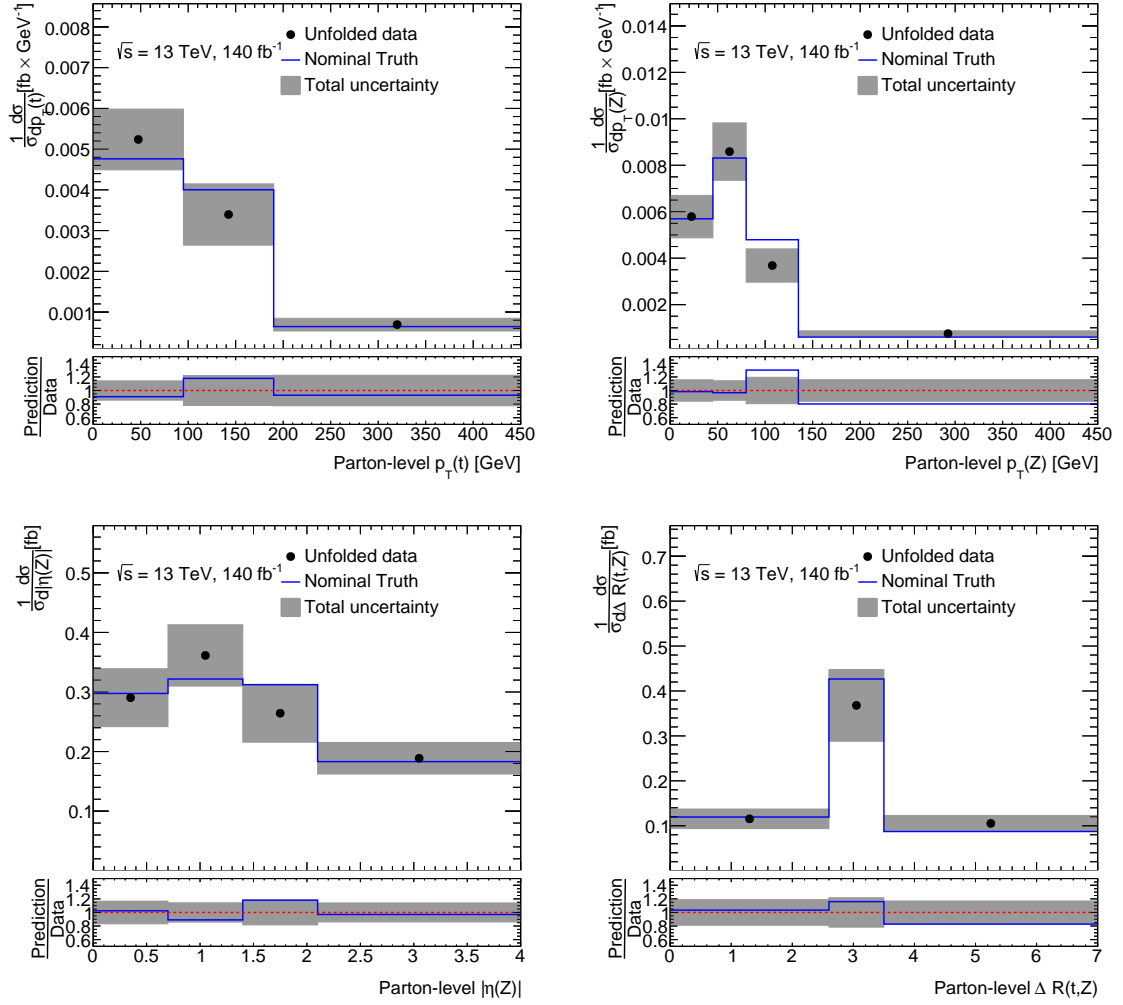 1/σ dσ/dp_T(t) [fb × GeV⁻¹]
0.008
0.007
0.006
0.005
0.004
0.003
0.002
0.001
√s = 13 TeV, 140 fb⁻¹
Unfolded data
Nominal Truth
Total uncertainty
Prediction/Data
1.4
1.2
1
0.8
0 50 100 150 200 250 300 350 400 450
Parton-level p_T(t) [GeV]
1/σ dσ/dp_T(Z) [fb × GeV⁻¹]
0.014
0.012
0.01
0.008
0.006
0.004
0.002
√s = 13 TeV, 140 fb⁻¹
Unfolded data
Nominal Truth
Total uncertainty
Prediction/Data
1.4
1.2
1
0.8
0 50 100 150 200 250 300 350 400 450
Parton-level p_T(Z) [GeV]
1/σ dσ/d|η(Z)| [fb]
0.5
0.4
0.3
0.2
0.1
√s = 13 TeV, 140 fb⁻¹
Unfolded data
Nominal Truth
Total uncertainty
Prediction/Data
1.4
1.2
1
0.8
0.6
0 0.5 1 1.5 2 2.5 3 3.5 4
Parton-level |η(Z)|
1/σ dσ/dΔ R(t,Z) [fb]
0.7
0.6
0.5
0.4
0.3
0.2
0.1
√s = 13 TeV, 140 fb⁻¹
Unfolded data
Nominal Truth
Total uncertainty
Prediction/Data
1.4
1.2
1
0.8
0.6
0 1 2 3 4 5 6 7
Parton-level Δ R(t,Z)